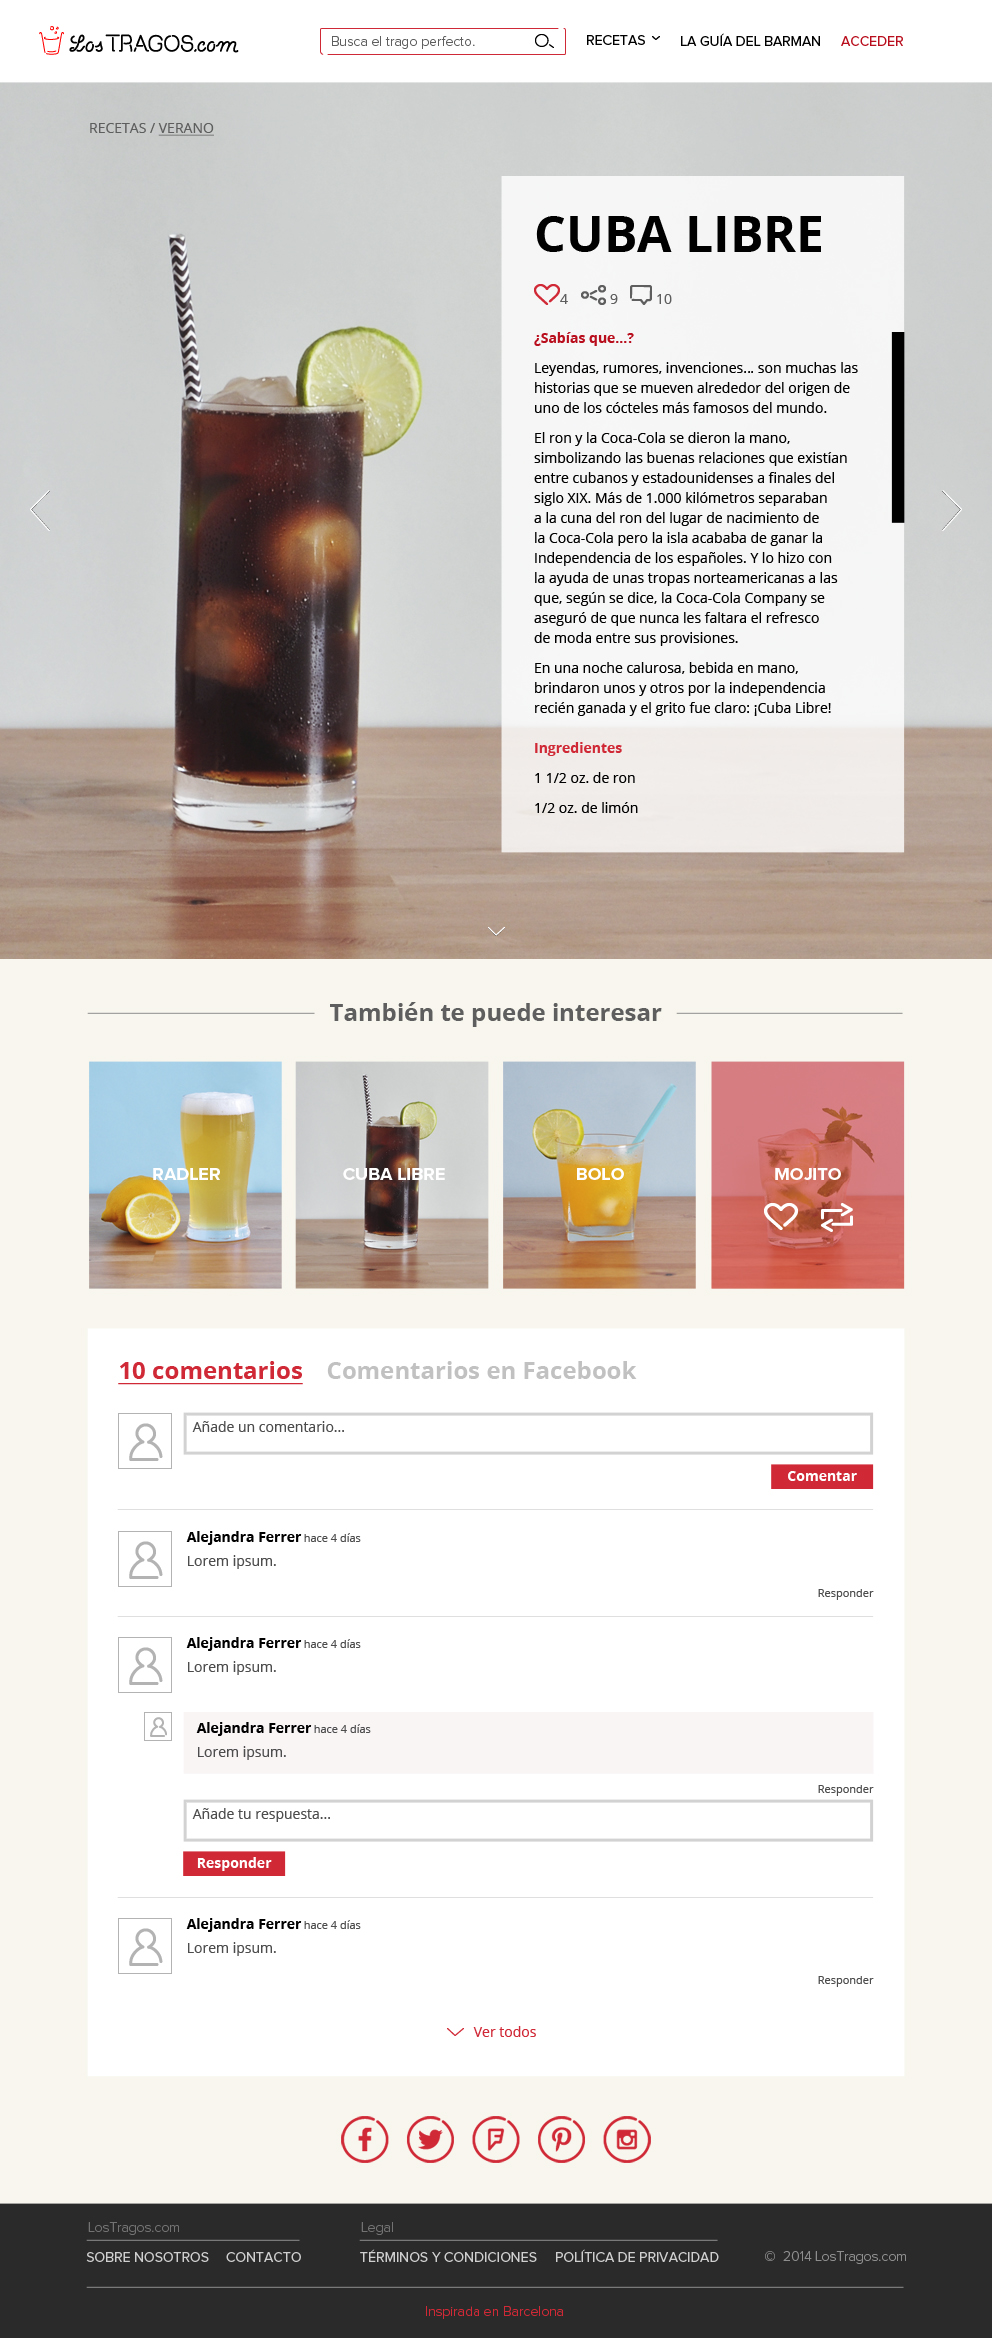 LosTRAGOS.com
Busca el trago perfecto.
RECETAS
LA GUÍA DEL BARMAN
ACCEDER
RECETAS / VERANO
CUBA LIBRE
4 9 10
¿Sabías que...?
Leyendas, rumores, invenciones... son muchas las
historias que se mueven alrededor del origen de
uno de los cócteles más famosos del mundo.
El ron y la Coca-Cola se dieron la mano,
simbolizando las buenas relaciones que existían
entre cubanos y estadounidenses a finales del
siglo XIX. Más de 1.000 kilómetros separaban
a la cuna del ron del lugar de nacimiento de
la Coca-Cola pero la isla acababa de ganar la
Independencia de los españoles. Y lo hizo con
la ayuda de unas tropas norteamericanas a las
que, según se dice, la Coca-Cola Company se
aseguró de que nunca les faltara el refresco
de moda entre sus provisiones.
En una noche calurosa, bebida en mano,
brindaron unos y otros por la independencia
recién ganada y el grito fue claro: ¡Cuba Libre!
Ingredientes
1 1/2 oz. de ron
1/2 oz. de limón
También te puede interesar
RADLER
CUBA LIBRE
BOLO
MOJITO
10 comentarios
Comentarios en Facebook
Añade un comentario...
Comentar
Alejandra Ferrer hace 4 días
Lorem ipsum.
Responder
Alejandra Ferrer hace 4 días
Lorem ipsum.
Alejandra Ferrer hace 4 días
Lorem ipsum.
Responder
Añade tu respuesta...
Responder
Alejandra Ferrer hace 4 días
Lorem ipsum.
Responder
Ver todos
LosTragos.com
SOBRE NOSOTROS
CONTACTO
Legal
TÉRMINOS Y CONDICIONES
POLÍTICA DE PRIVACIDAD
© 2014 LosTragos.com
Inspirada en Barcelona